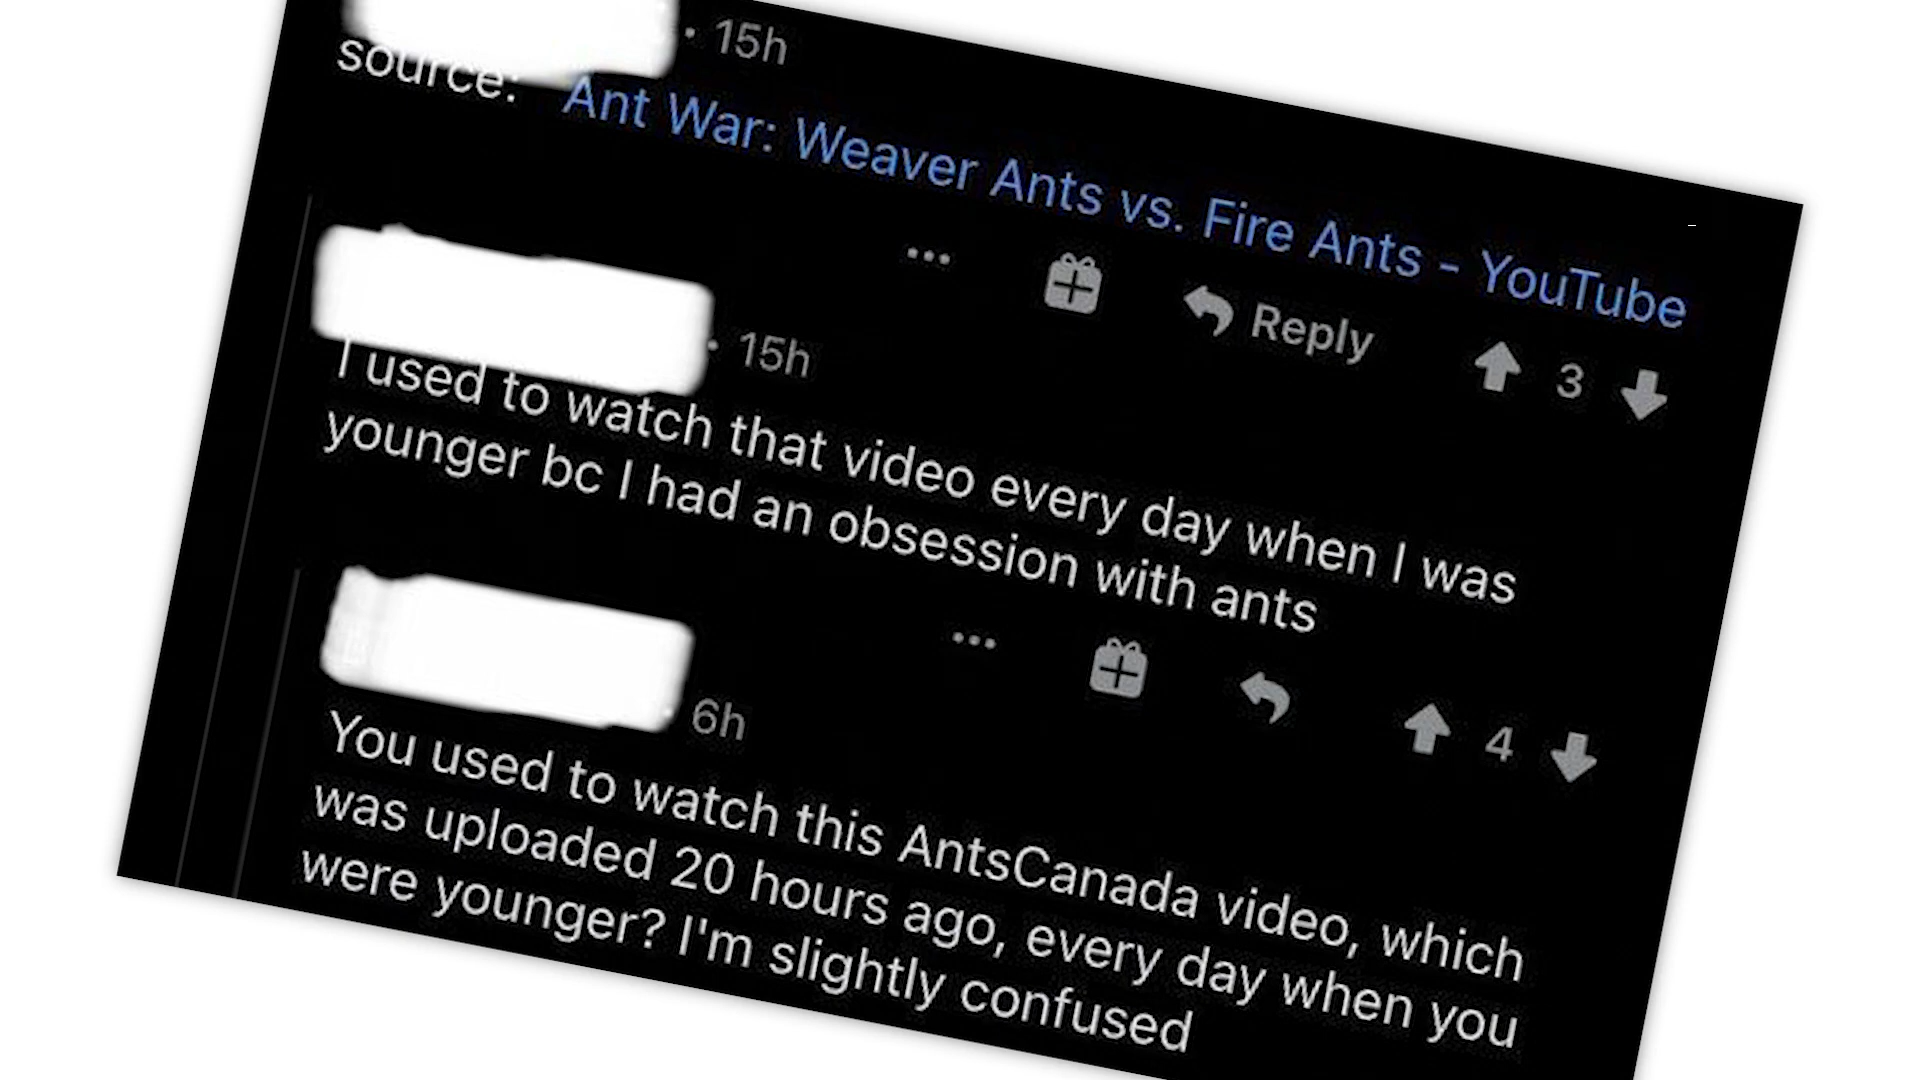 · 15h
source: Ant War: Weaver Ants vs. Fire Ants - YouTube
... Reply 3
· 15h
I used to watch that video every day when I was
younger bc I had an obsession with ants
... 4
6h
You used to watch this AntsCanada video, which
was uploaded 20 hours ago, every day when you
were younger? I'm slightly confused